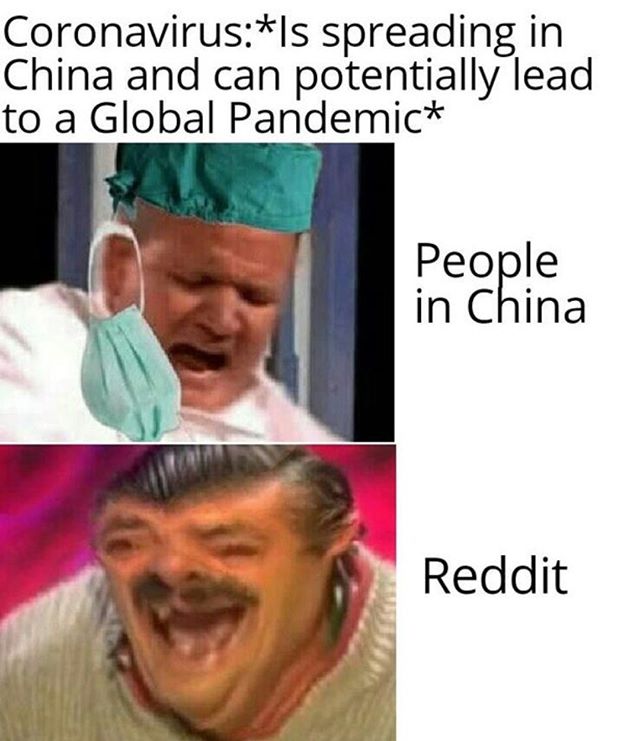 Coronavirus:*Is spreading in
China and can potentially lead
to a Global Pandemic*
People
in China
Reddit